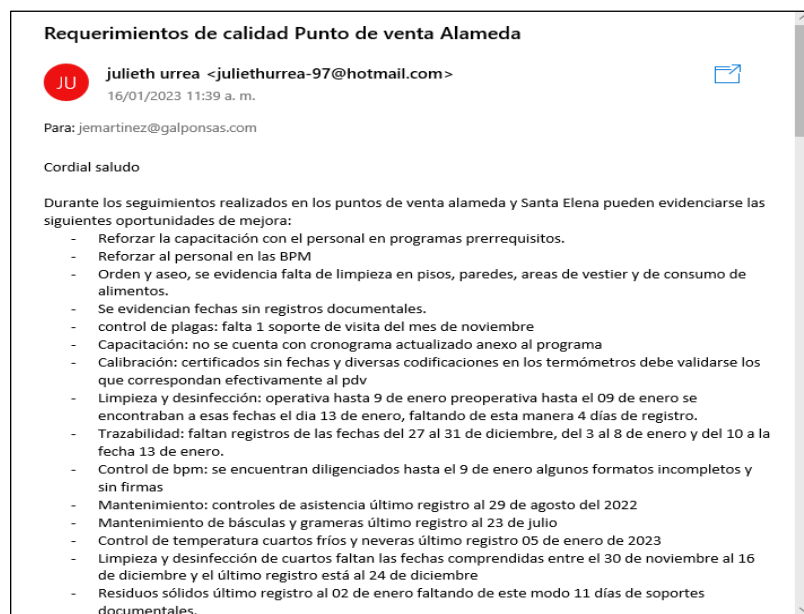 Requerimientos de calidad Punto de venta Alameda
JU
julieth urrea <juliethurrea-97@hotmail.com>
16/01/2023 11:39 a. m.
Para: jemartinez@galponsas.com
Cordial saludo
Durante los seguimientos realizados en los puntos de venta alameda y Santa Elena pueden evidenciarse las
siguientes oportunidades de mejora:
- Reforzar la capacitación con el personal en programas prerrequisitos.
- Reforzar al personal en las BPM
- Orden y aseo, se evidencia falta de limpieza en pisos, paredes, areas de vestier y de consumo de
alimentos.
- Se evidencian fechas sin registros documentales.
- control de plagas: falta 1 soporte de visita del mes de noviembre
- Capacitación: no se cuenta con cronograma actualizado anexo al programa
- Calibración: certificados sin fechas y diversas codificaciones en los termómetros debe validarse los
que correspondan efectivamente al pdv
- Limpieza y desinfección: operativa hasta 9 de enero preoperativa hasta el 09 de enero se
encontraban a esas fechas el dia 13 de enero, faltando de esta manera 4 días de registro.
- Trazabilidad: faltan registros de las fechas del 27 al 31 de diciembre, del 3 al 8 de enero y del 10 a la
fecha 13 de enero.
- Control de bpm: se encuentran diligenciados hasta el 9 de enero algunos formatos incompletos y
sin firmas
- Mantenimiento: controles de asistencia último registro al 29 de agosto del 2022
- Mantenimiento de básculas y grameras último registro al 23 de julio
- Control de temperatura cuartos fríos y neveras último registro 05 de enero de 2023
- Limpieza y desinfección de cuartos faltan las fechas comprendidas entre el 30 de noviembre al 16
de diciembre y el último registro está al 24 de diciembre
- Residuos sólidos último registro al 02 de enero faltando de este modo 11 días de soportes
documentales.